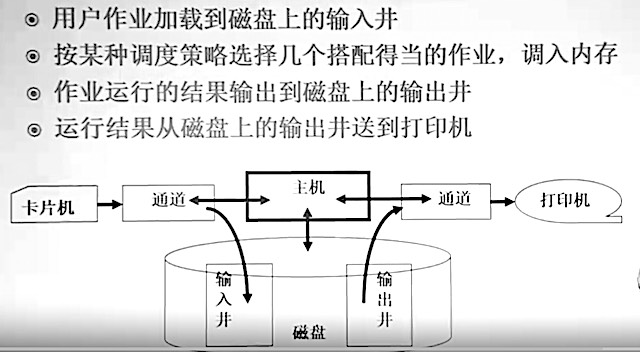 用户作业加载到磁盘上的输入井
按某种调度策略选择几个搭配得当的作业，调入内存
作业运行的结果输出到磁盘上的输出井
运行结果从磁盘上的输出井送到打印机
卡片机
通道
主机
通道
打印机
输入井
输出井
磁盘